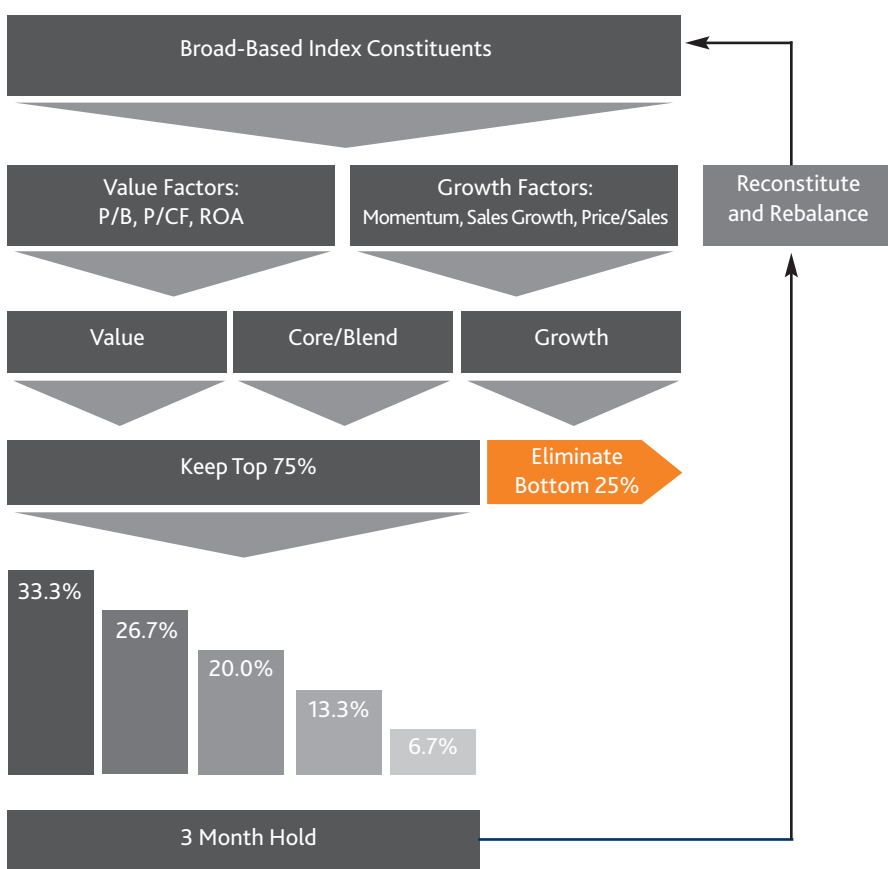 Broad-Based Index Constituents
Value Factors:
P/B, P/CF, ROA
Growth Factors:
Momentum, Sales Growth, Price/Sales
Reconstitute
and Rebalance
Value
Core/Blend
Growth
Keep Top 75%
Eliminate
Bottom 25%
33.3%
26.7%
20.0%
13.3%
6.7%
3 Month Hold